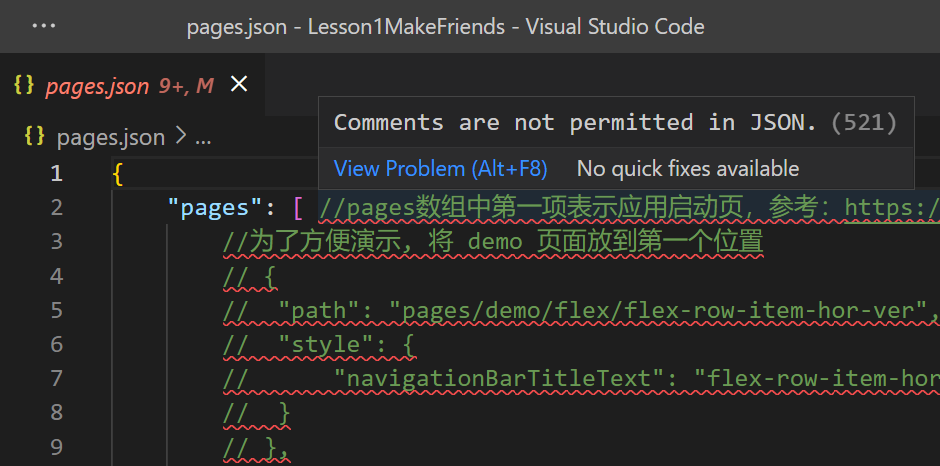 ··· pages.json - Lesson1MakeFriends - Visual Studio Code
{} pages.json 9+, M ×
{} pages.json > ...
Comments are not permitted in JSON. (521)
View Problem (Alt+F8) No quick fixes available
1 {
2 "pages": [ //pages数组中第一项表示应用启动页，参考：https:/
3 //为了方便演示, 将 demo 页面放到第一个位置
4 // {
5 // "path": "pages/demo/flex/flex-row-item-hor-ver",
6 // "style": {
7 // "navigationBarTitleText": "flex-row-item-hor
8 // }
9 // },